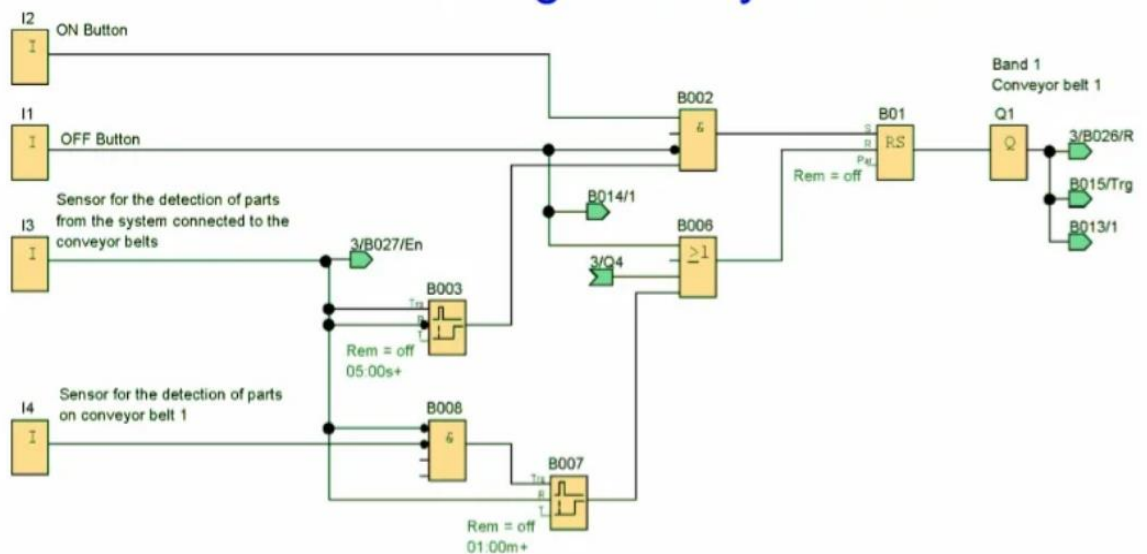 I2
ON Button
I
I1
OFF Button
I
Sensor for the detection of parts
from the system connected to the
conveyor belts
I3
I
3/B027/En
B003
Trg
R
T
Rem = off
05:00s+
Sensor for the detection of parts
on conveyor belt 1
I4
I
B008
&
B007
Trg
R
T
Rem = off
01:00m+
B002
&
B014/1
B006
≥1
3/Q4
B01
S
R
Par
RS
Rem = off
Band 1
Conveyor belt 1
Q1
Q
3/B026/R
B015/Trg
B013/1